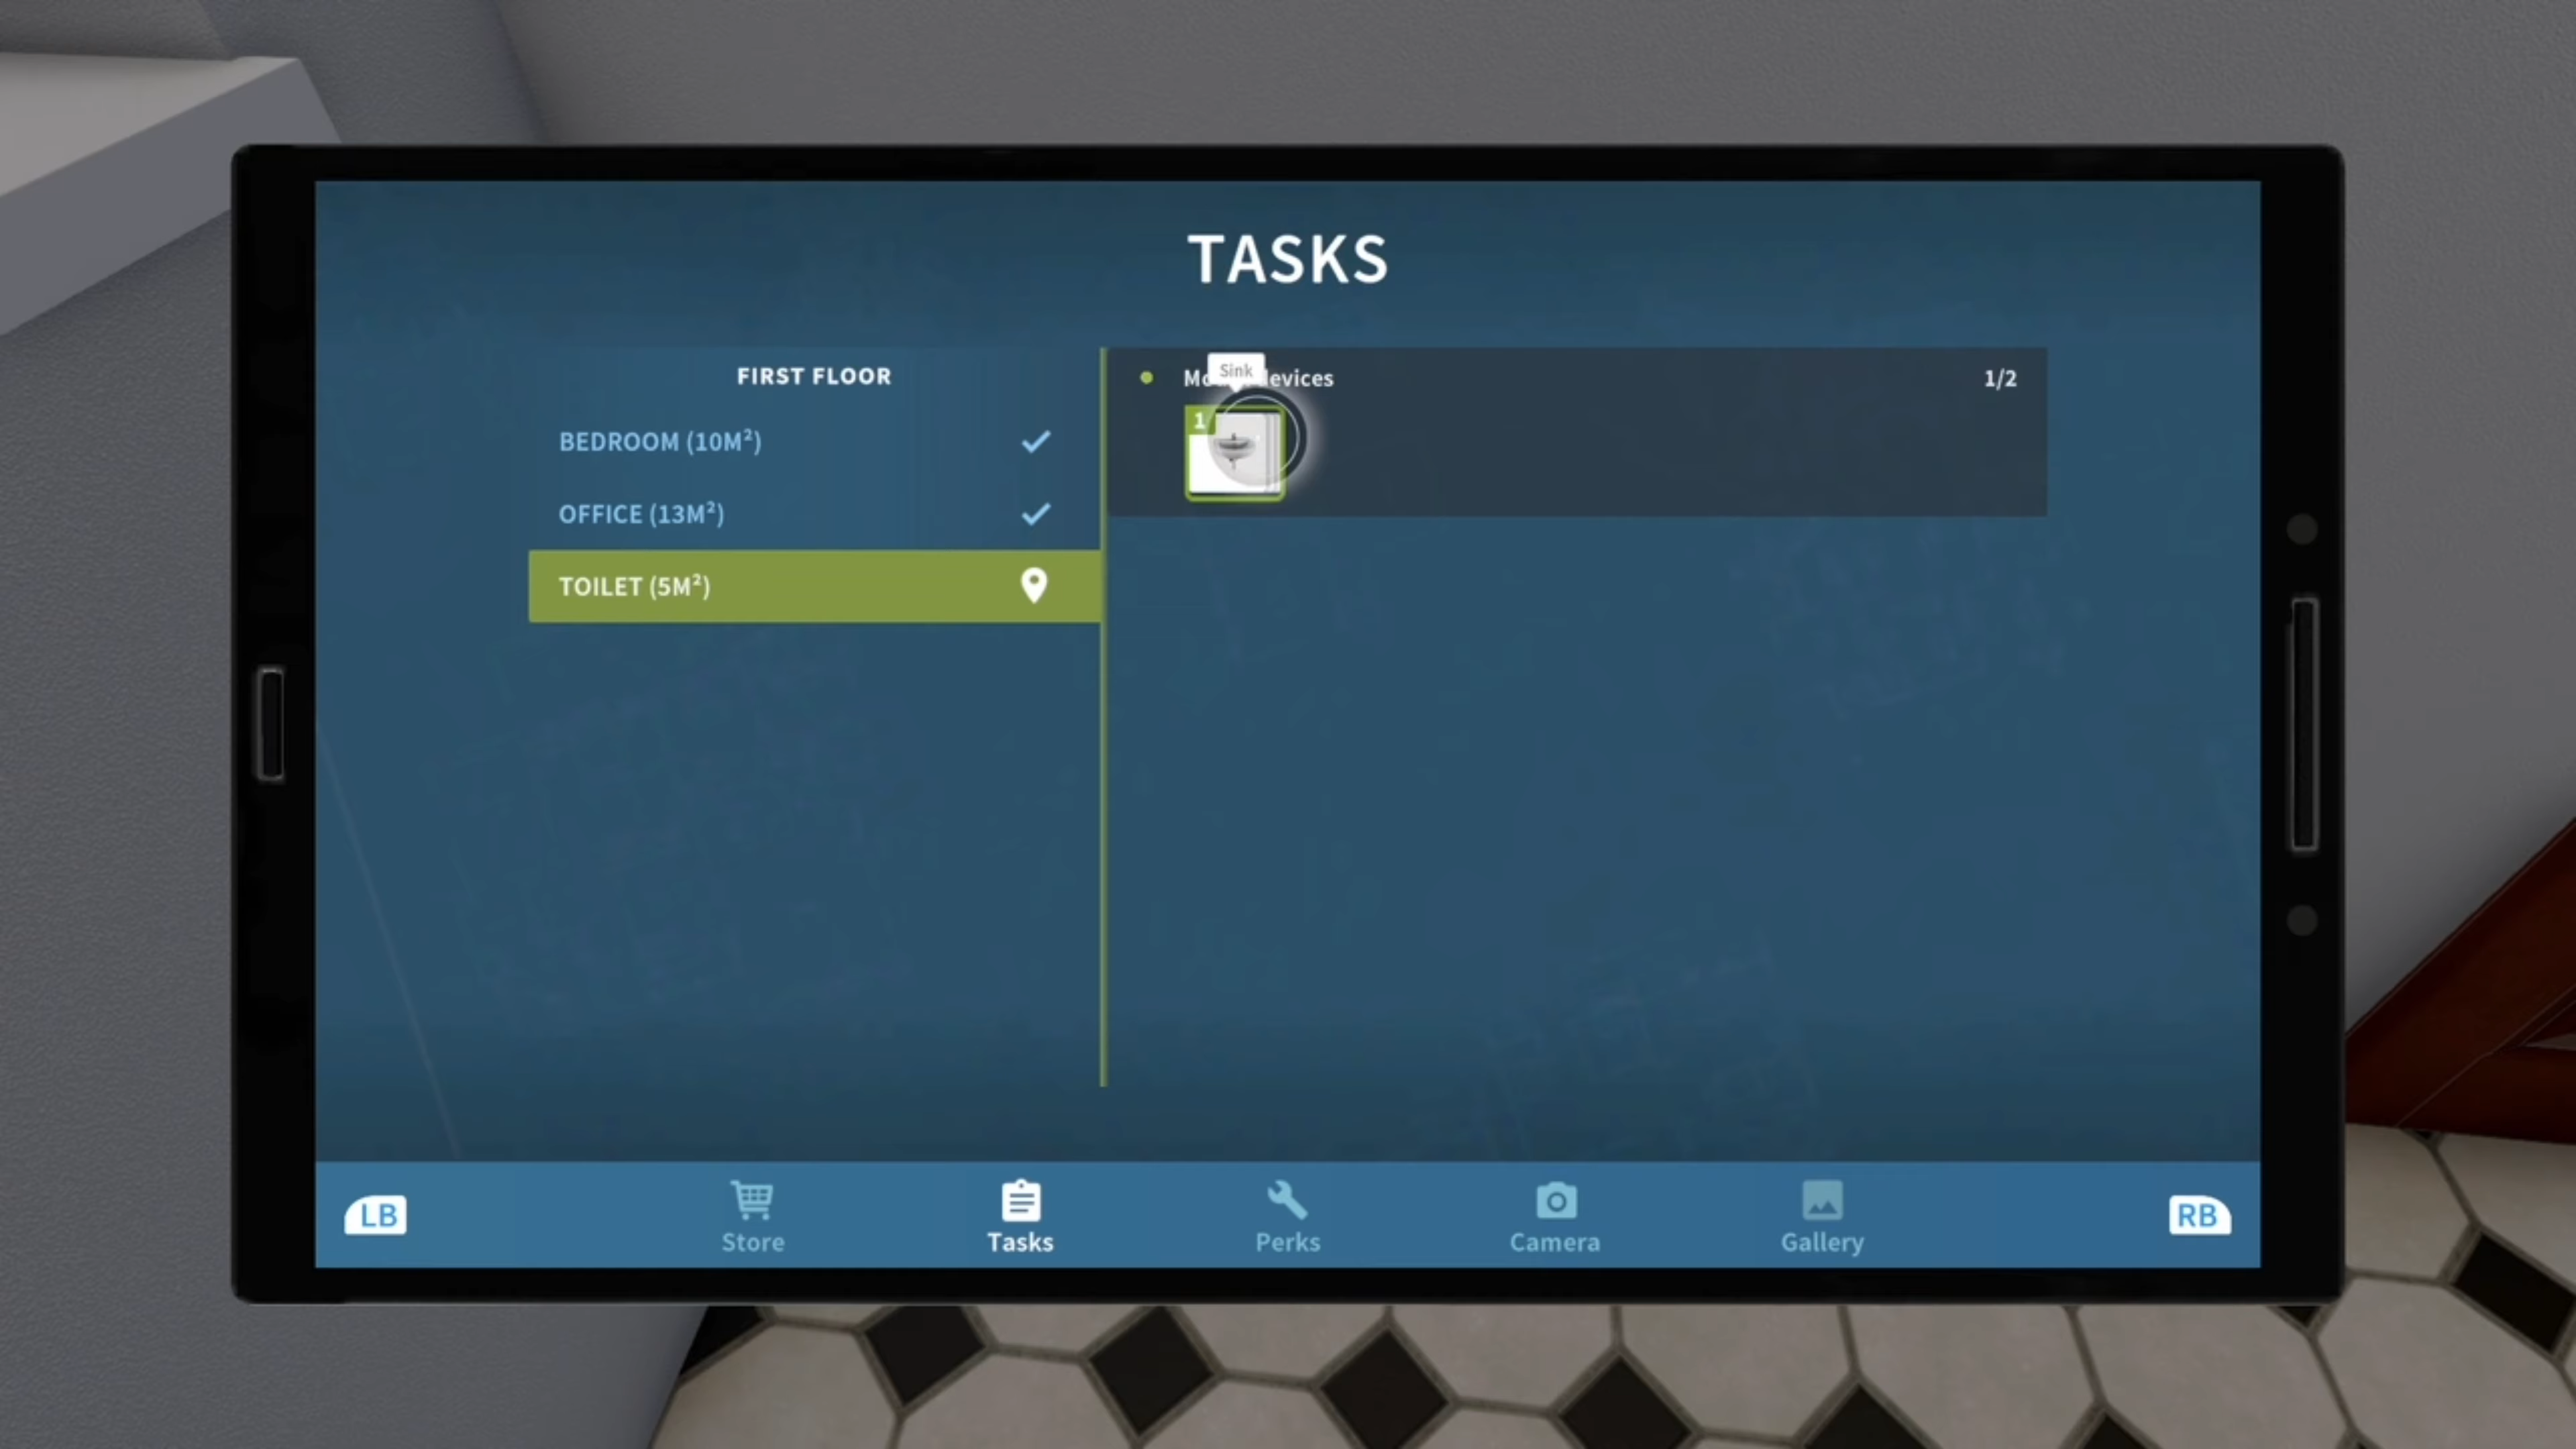 TASKS
FIRST FLOOR
BEDROOM (10M²)
OFFICE (13M²)
TOILET (5M²)
Sink
devices
1/2
1
LB
Store
Tasks
Perks
Camera
Gallery
RB